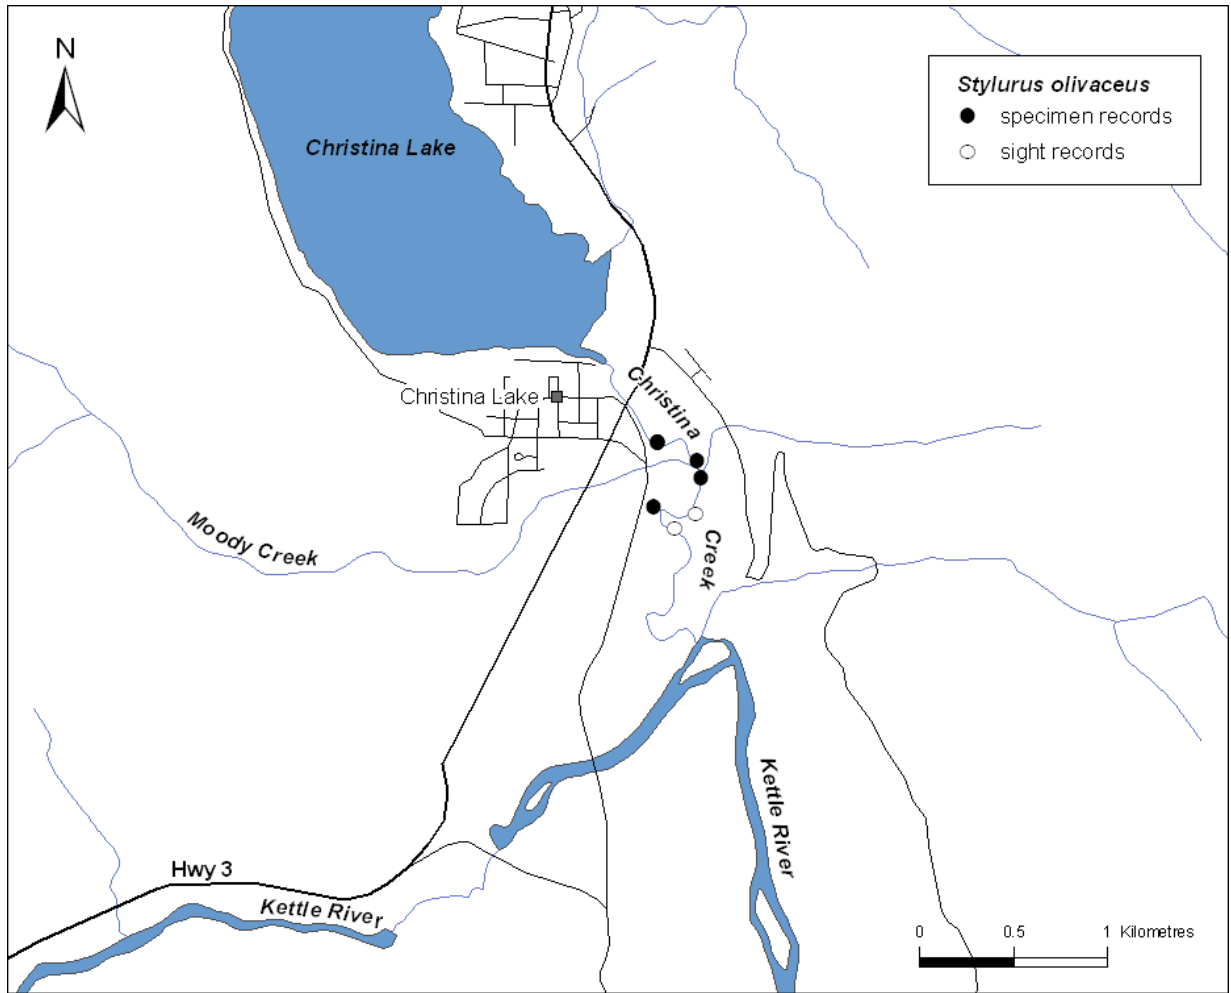 N
Stylurus olivaceus
specimen records
sight records
Christina Lake
Christina Lake
Christina
Creek
Moody Creek
Kettle River
Hwy 3
Kettle River
0 0.5 1 Kilometres